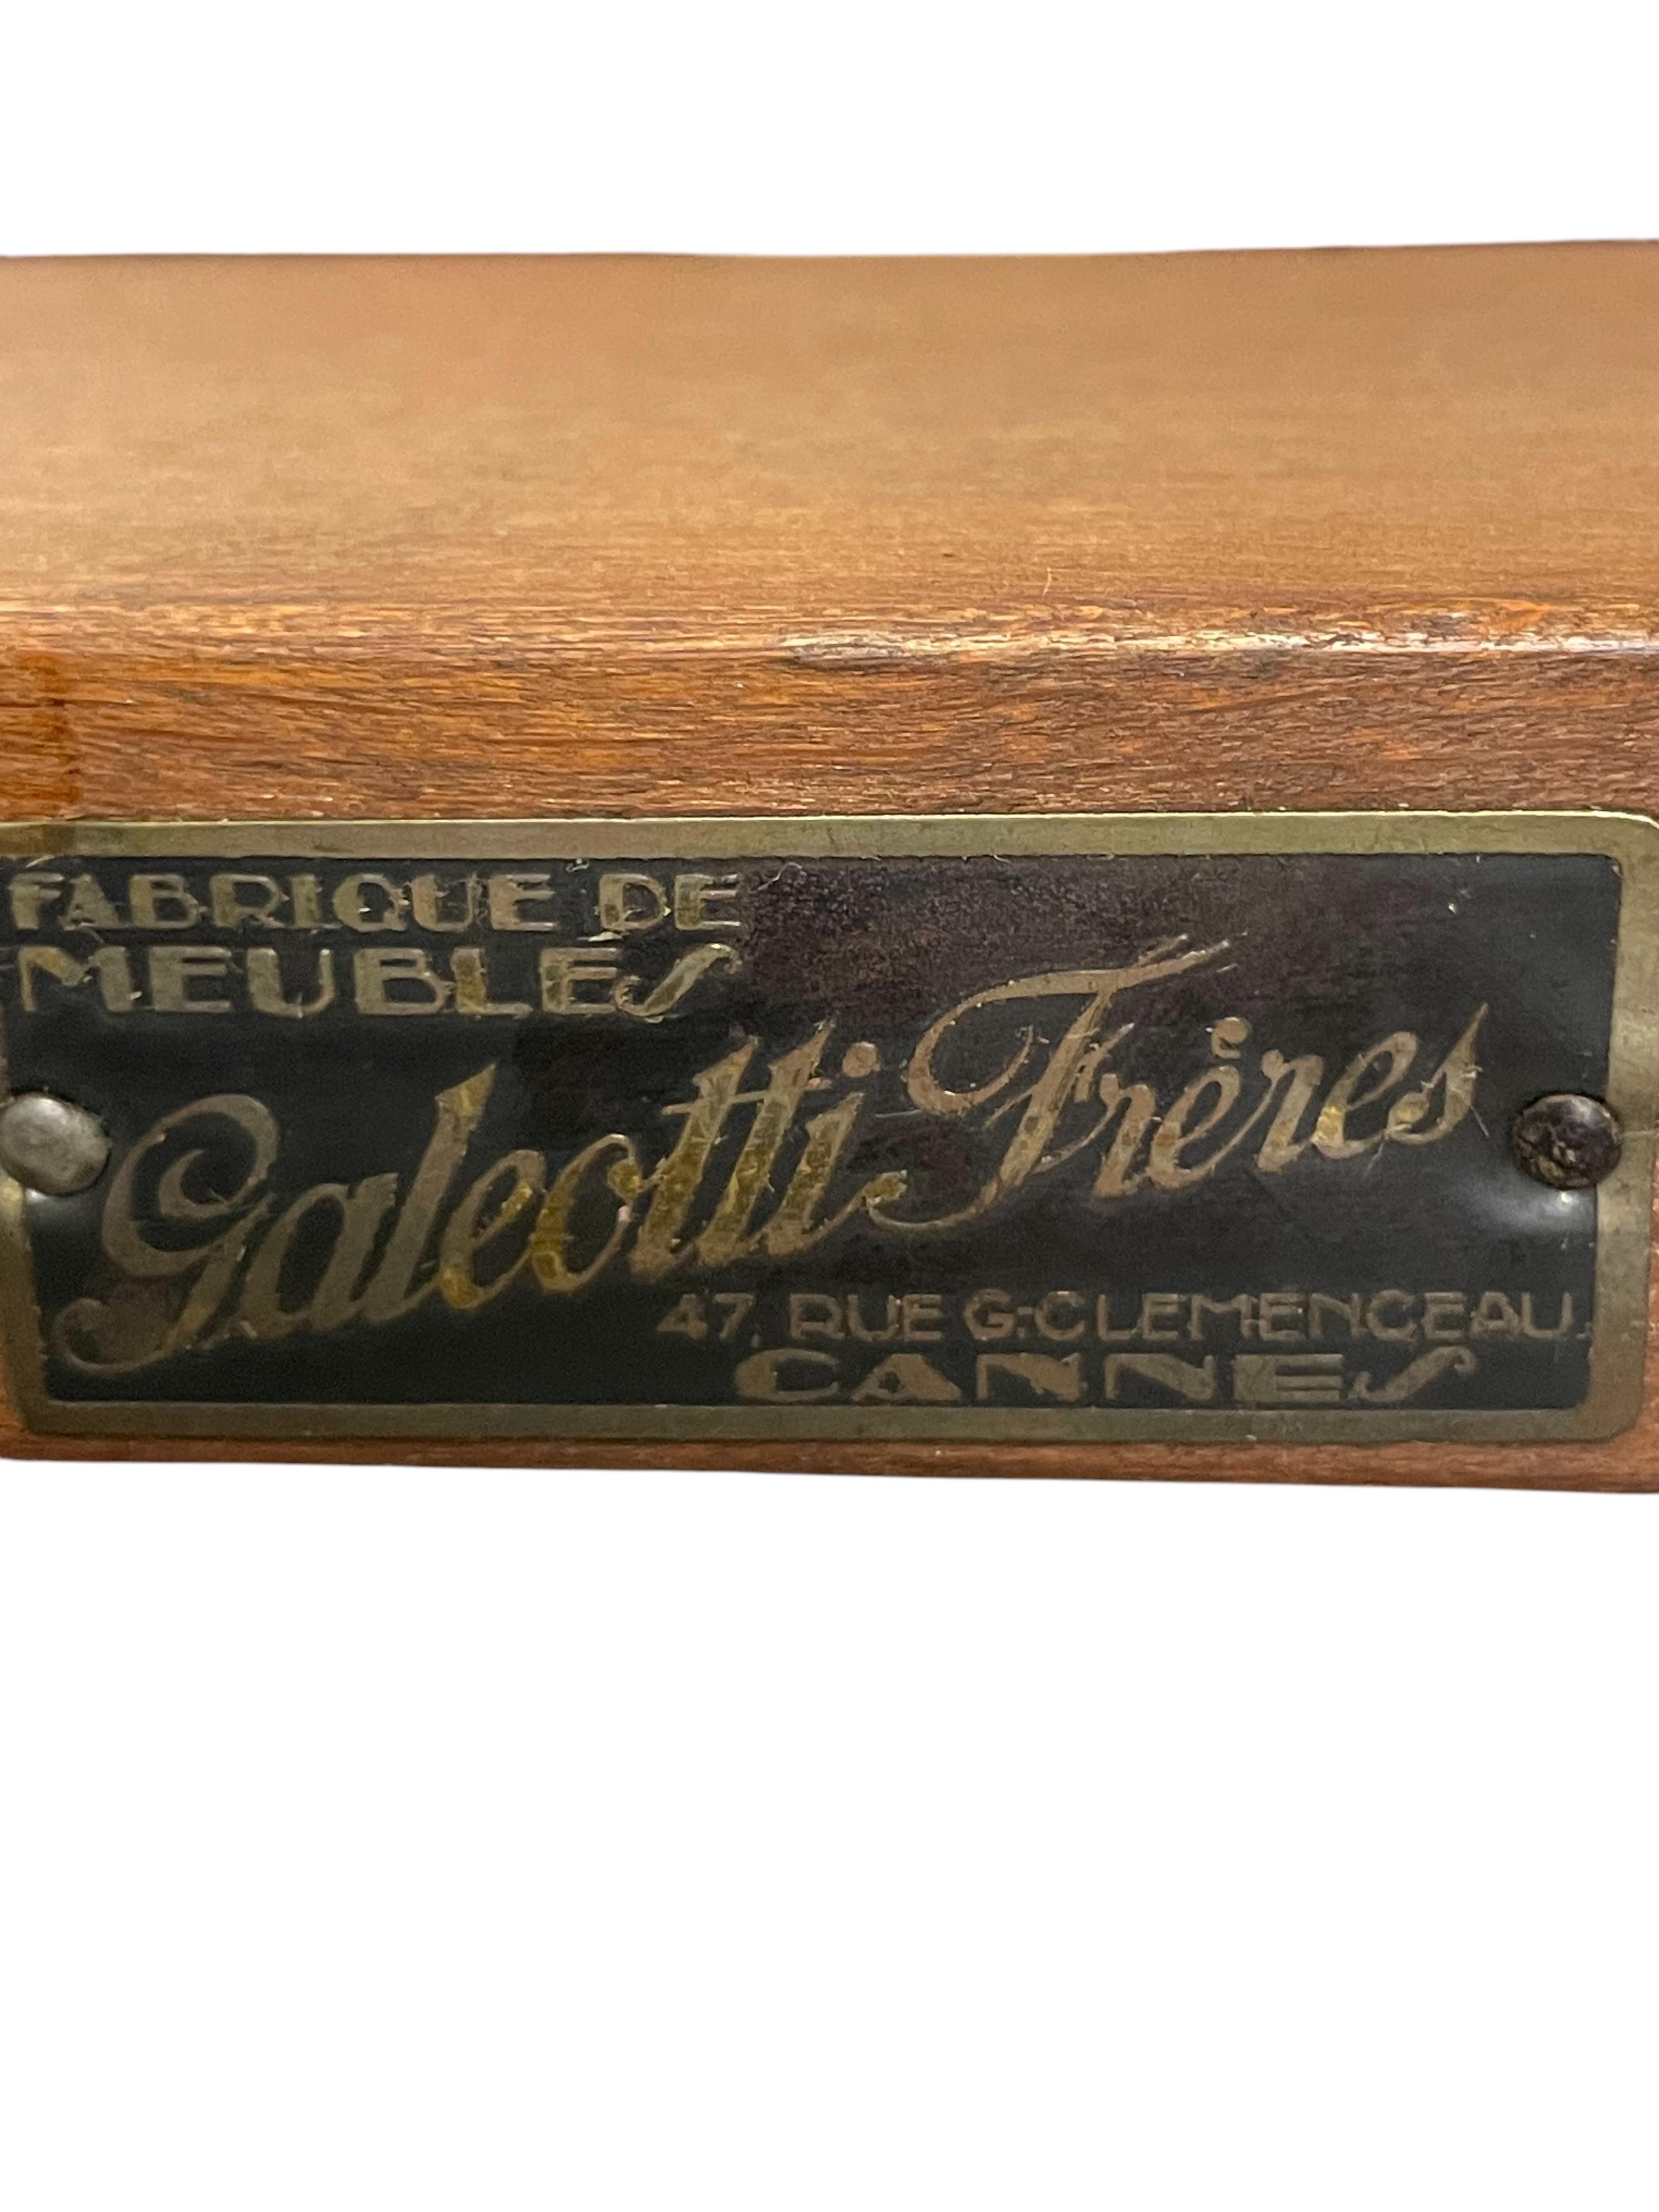 FABRIQUE DE
MEUBLES
Galeotti Frères
47, RUE G. CLEMENCEAU.
CANNES